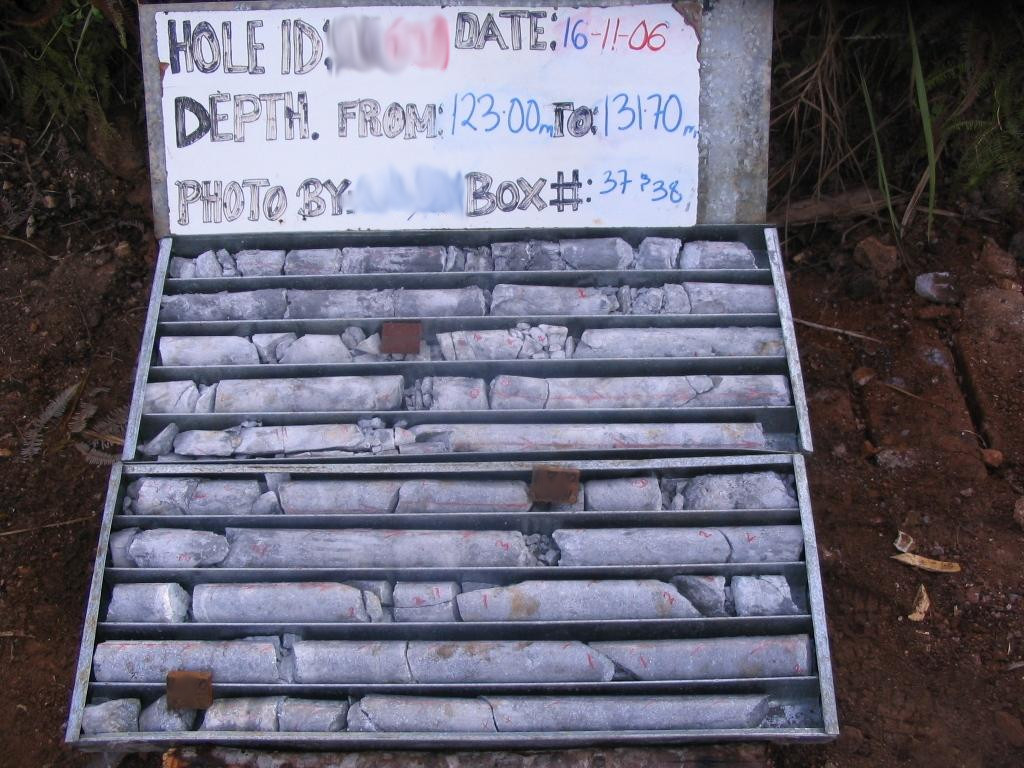 HOLE ID: DATE: 16-11-06
DEPTH. FROM: 123.00m TO: 131.70m
PHOTO BY: BOX #: 37 & 38